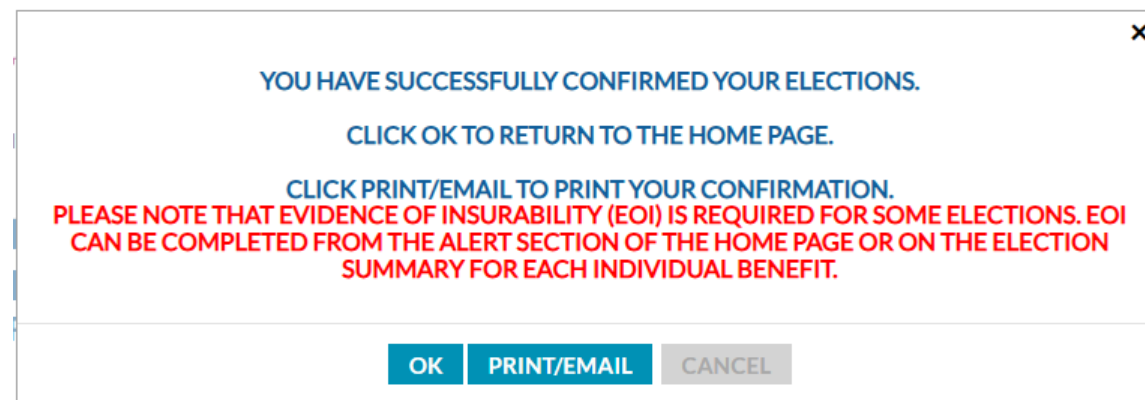 ×
YOU HAVE SUCCESSFULLY CONFIRMED YOUR ELECTIONS.
CLICK OK TO RETURN TO THE HOME PAGE.
CLICK PRINT/EMAIL TO PRINT YOUR CONFIRMATION.
PLEASE NOTE THAT EVIDENCE OF INSURABILITY (EOI) IS REQUIRED FOR SOME ELECTIONS. EOI
CAN BE COMPLETED FROM THE ALERT SECTION OF THE HOME PAGE OR ON THE ELECTION
SUMMARY FOR EACH INDIVIDUAL BENEFIT.
OK PRINT/EMAIL CANCEL